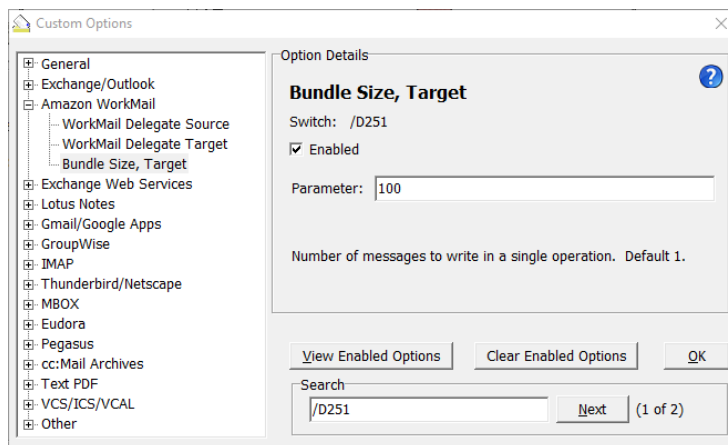 Custom Options
General
Exchange/Outlook
Amazon WorkMail
WorkMail Delegate Source
WorkMail Delegate Target
Bundle Size, Target
Exchange Web Services
Lotus Notes
Gmail/Google Apps
GroupWise
IMAP
Thunderbird/Netscape
MBOX
Eudora
Pegasus
cc:Mail Archives
Text PDF
VCS/ICS/VCAL
Other
Option Details
Bundle Size, Target
?
Switch: /D251
Enabled
Parameter: 100
Number of messages to write in a single operation. Default 1.
View Enabled Options Clear Enabled Options OK
Search
/D251 Next (1 of 2)